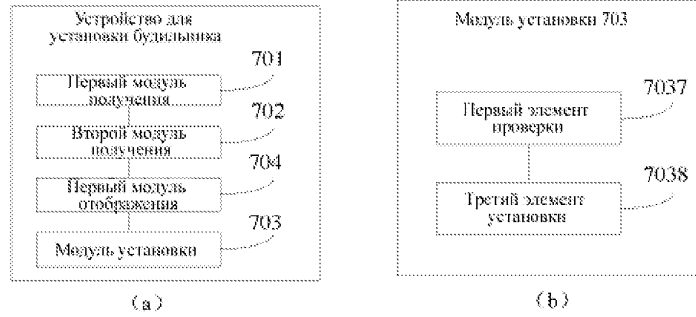 Устройство для
установки будильника
701
Первый модуль
получения
702
Второй модуль
получения
704
Первый модуль
отображения
703
Модуль установки
(a)
Модуль установки 703
7037
Первый элемент
проверки
7038
Третий элемент
установки
(b)